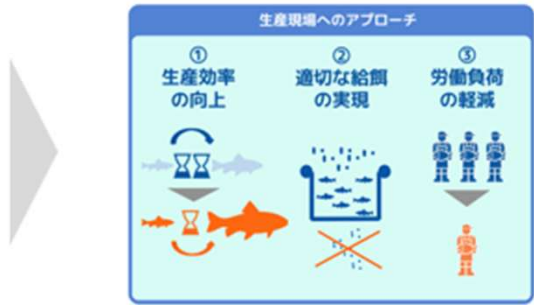 生産現場へのアプローチ
①
生産効率
の向上
②
適切な給餌
の実現
③
労働負荷
の軽減